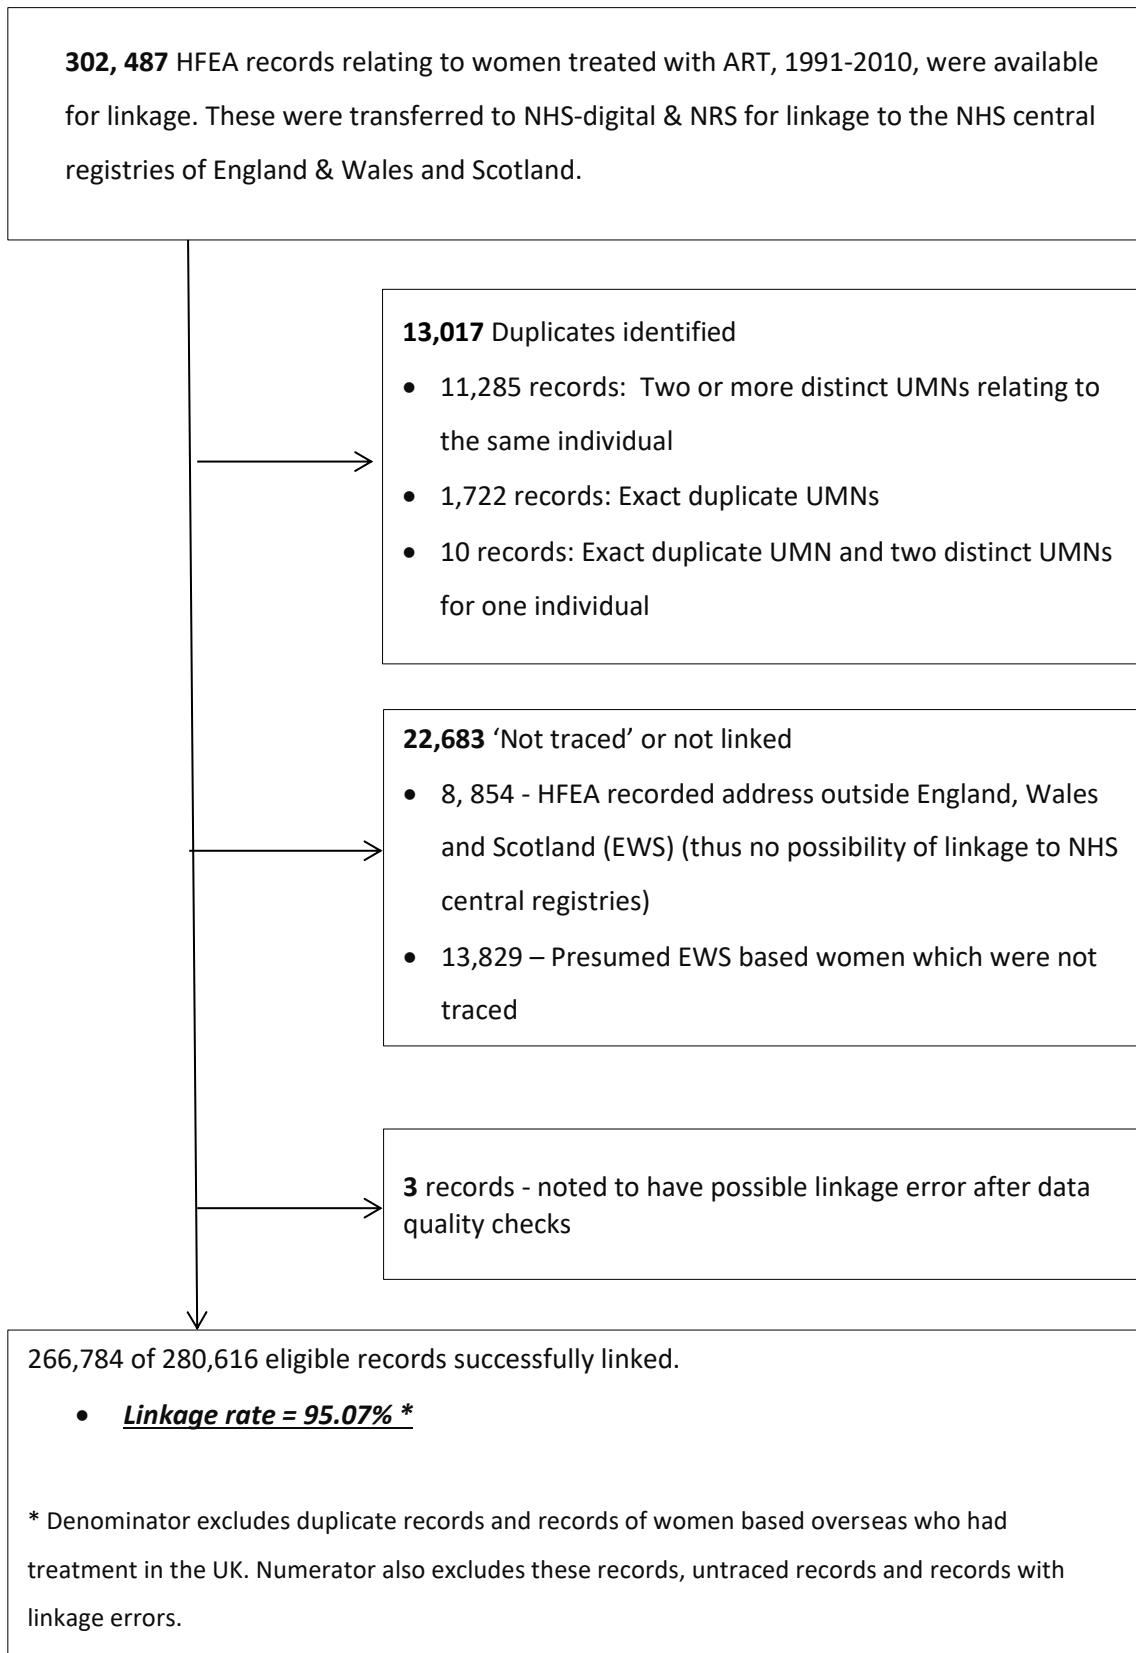 302, 487 HFEA records relating to women treated with ART, 1991-2010, were available
for linkage. These were transferred to NHS-digital & NRS for linkage to the NHS central
registries of England & Wales and Scotland.
13,017 Duplicates identified
• 11,285 records:  Two or more distinct UMNs relating to
the same individual
• 1,722 records: Exact duplicate UMNs
• 10 records: Exact duplicate UMN and two distinct UMNs
for one individual
22,683 ‘Not traced’ or not linked
• 8, 854 - HFEA recorded address outside England, Wales
and Scotland (EWS) (thus no possibility of linkage to NHS
central registries)
• 13,829 – Presumed EWS based women which were not
traced
3 records - noted to have possible linkage error after data
quality checks
266,784 of 280,616 eligible records successfully linked.
• Linkage rate = 95.07% *
* Denominator excludes duplicate records and records of women based overseas who had
treatment in the UK. Numerator also excludes these records, untraced records and records with
linkage errors.